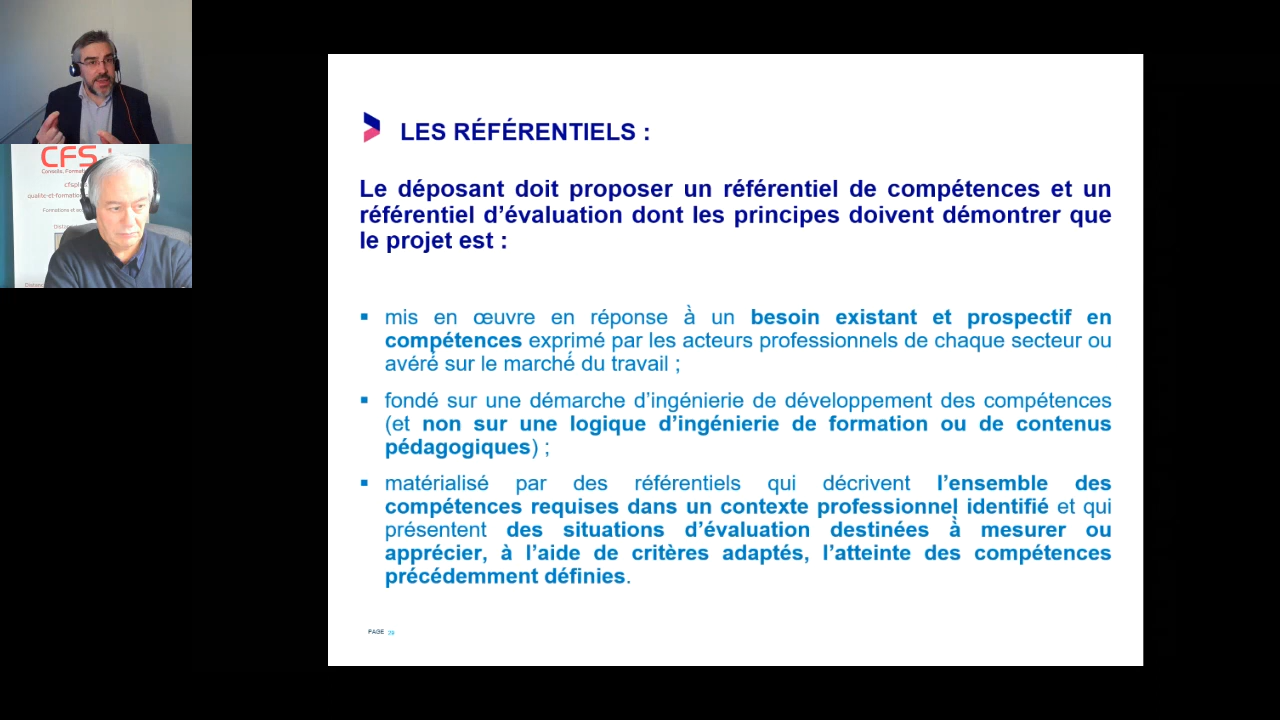 CFS
Conseils, Formation
qualite-et-formation
LES RÉFÉRENTIELS :
Le déposant doit proposer un référentiel de compétences et un
référentiel d'évaluation dont les principes doivent démontrer que
le projet est :
▪ mis en œuvre en réponse à un besoin existant et prospectif en
compétences exprimé par les acteurs professionnels de chaque secteur ou
avéré sur le marché du travail ;
▪ fondé sur une démarche d'ingénierie de développement des compétences
(et non sur une logique d'ingénierie de formation ou de contenus
pédagogiques) ;
▪ matérialisé par des référentiels qui décrivent l'ensemble des
compétences requises dans un contexte professionnel identifié et qui
présentent des situations d'évaluation destinées à mesurer ou
apprécier, à l'aide de critères adaptés, l'atteinte des compétences
précédemment définies.
PAGE